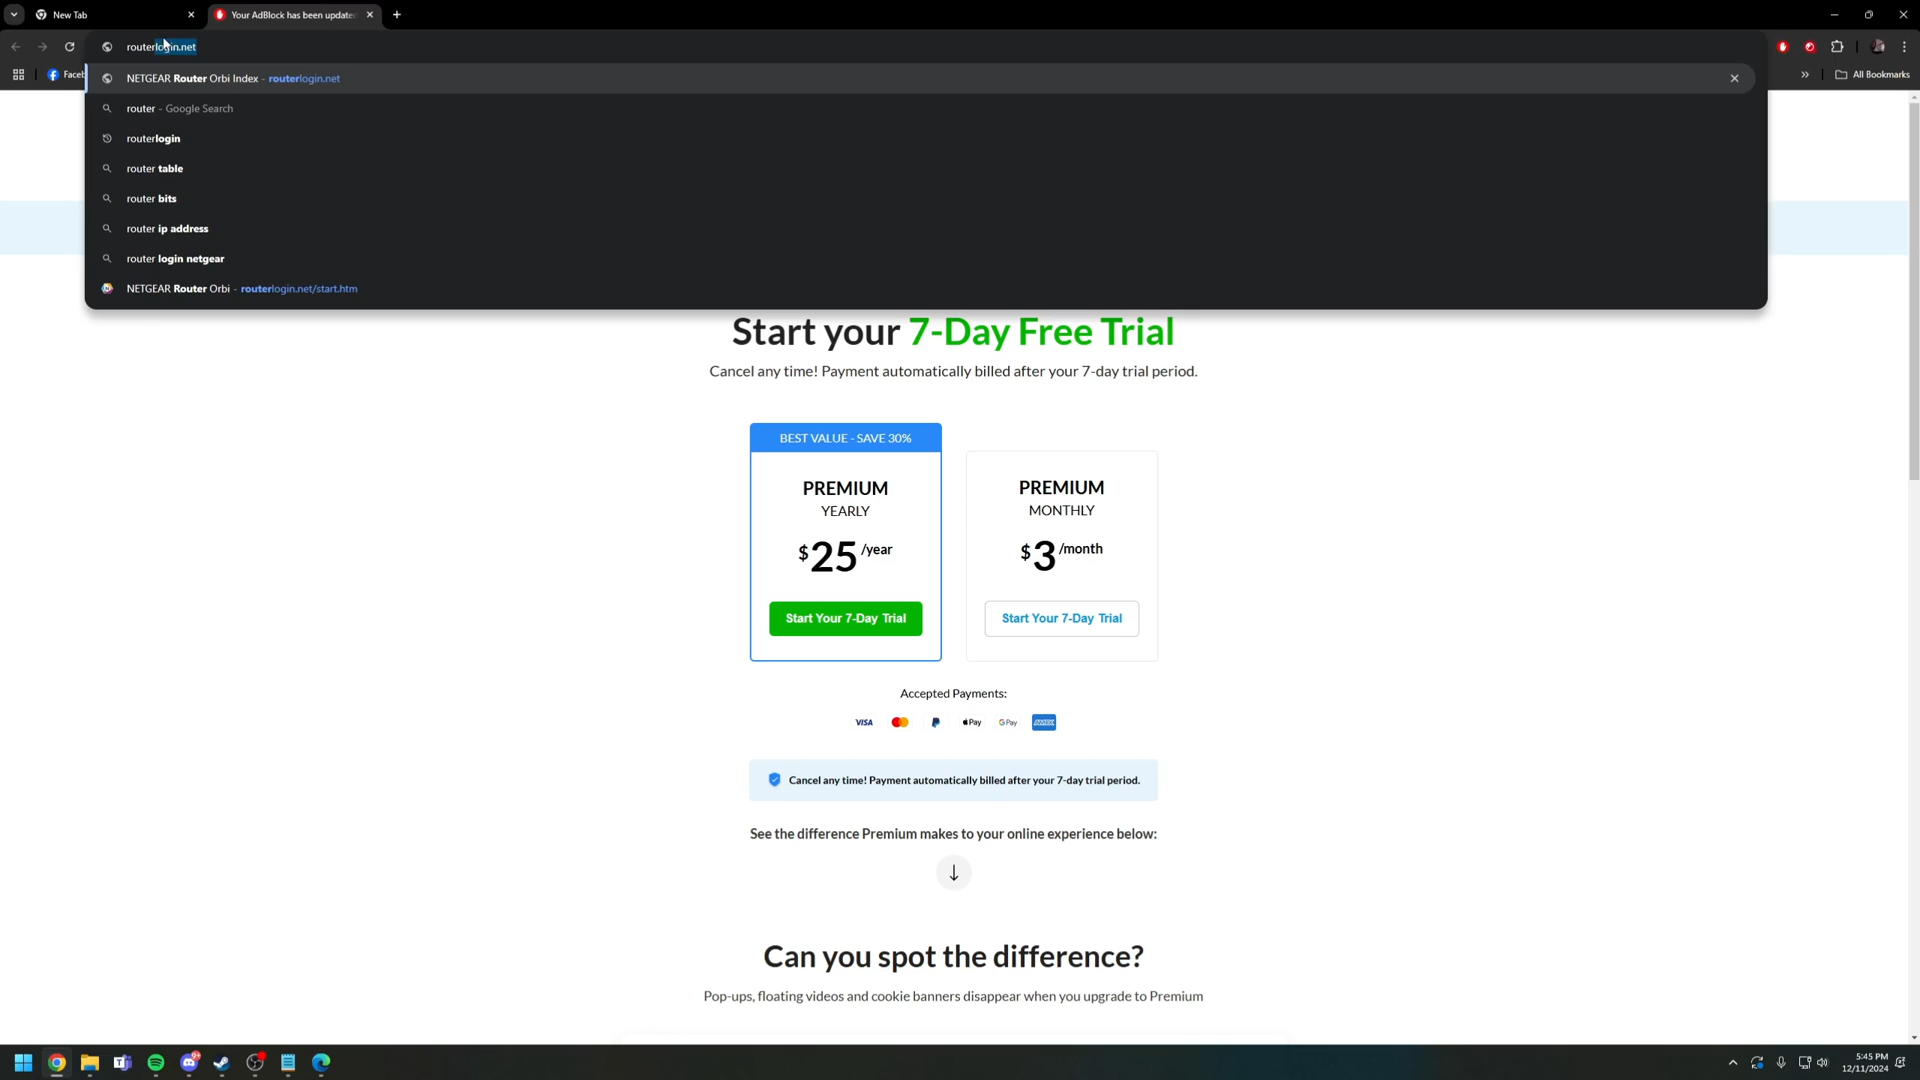 New Tab
Your AdBlock has been update
routerlogin.net
Faceb
All Bookmarks
NETGEAR Router Orbi Index - routerlogin.net
router - Google Search
routerlogin
router table
router bits
router ip address
router login netgear
NETGEAR Router Orbi - routerlogin.net/start.htm
Start your 7-Day Free Trial
Cancel any time! Payment automatically billed after your 7-day trial period.
BEST VALUE - SAVE 30%
PREMIUM
YEARLY
$25/year
Start Your 7-Day Trial
PREMIUM
MONTHLY
$3/month
Start Your 7-Day Trial
Accepted Payments:
VISA
Pay
G Pay
Cancel any time! Payment automatically billed after your 7-day trial period.
See the difference Premium makes to your online experience below:
Can you spot the difference?
Pop-ups, floating videos and cookie banners disappear when you upgrade to Premium
5:45 PM
12/11/2024